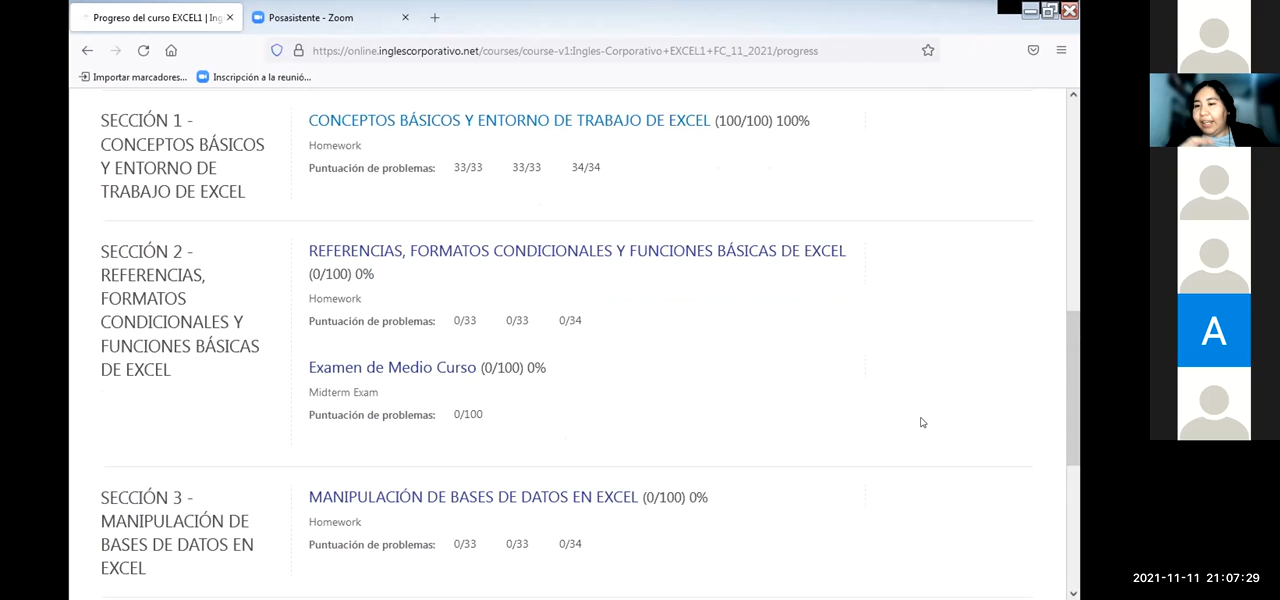 Progreso del curso EXCEL1 | Ing
Posasistente - Zoom
https://online.inglescorporativo.net/courses/course-v1:Ingles-Corporativo+EXCEL1+FC_11_2021/progress
Importar marcadores...
Inscripción a la reunió...
SECCIÓN 1 -
CONCEPTOS BÁSICOS
Y ENTORNO DE
TRABAJO DE EXCEL
CONCEPTOS BÁSICOS Y ENTORNO DE TRABAJO DE EXCEL (100/100) 100%
Homework
Puntuación de problemas: 33/33 33/33 34/34
SECCIÓN 2 -
REFERENCIAS,
FORMATOS
CONDICIONALES Y
FUNCIONES BÁSICAS
DE EXCEL
REFERENCIAS, FORMATOS CONDICIONALES Y FUNCIONES BÁSICAS DE EXCEL
(0/100) 0%
Homework
Puntuación de problemas: 0/33 0/33 0/34
Examen de Medio Curso (0/100) 0%
Midterm Exam
Puntuación de problemas: 0/100
SECCIÓN 3 -
MANIPULACIÓN DE
BASES DE DATOS EN
EXCEL
MANIPULACIÓN DE BASES DE DATOS EN EXCEL (0/100) 0%
Homework
Puntuación de problemas: 0/33 0/33 0/34
A
2021-11-11 21:07:29